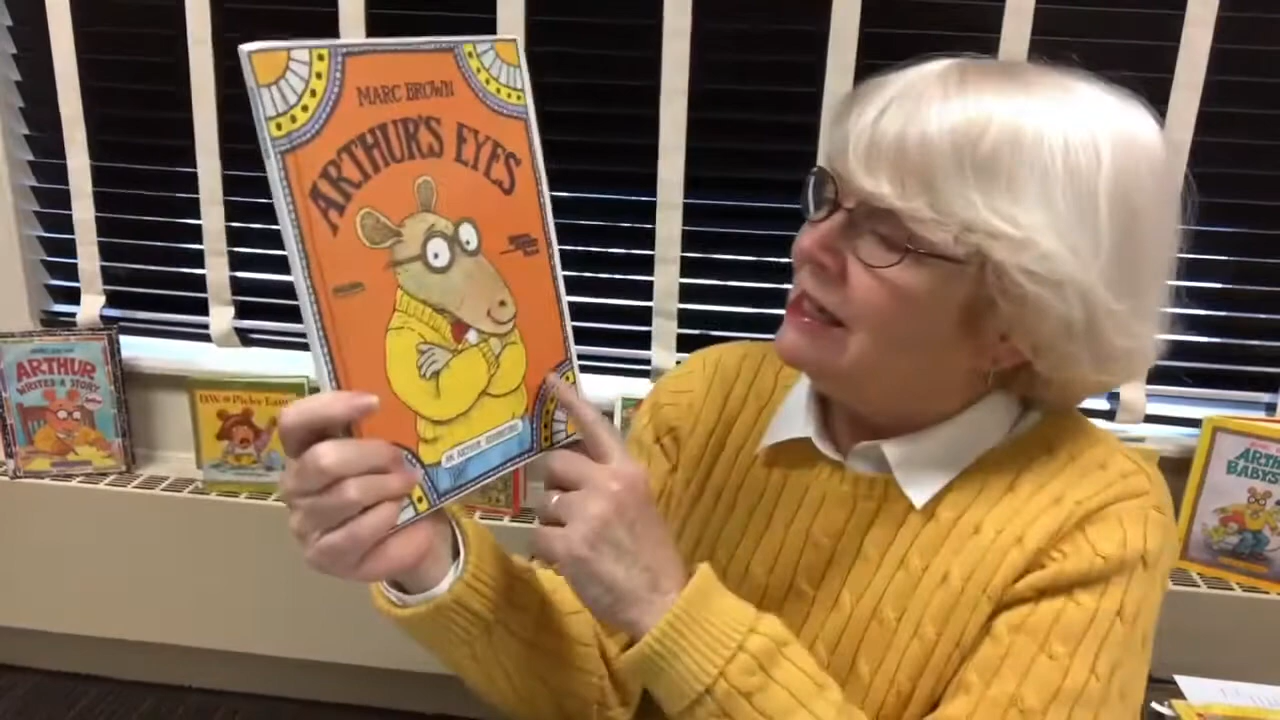 MARC BROWN
ARTHUR'S EYES
AN ARTHUR ADVENTURE
ARTHUR
WRITES A STORY
D.W. the Picky Eater
ARTH
BABYS